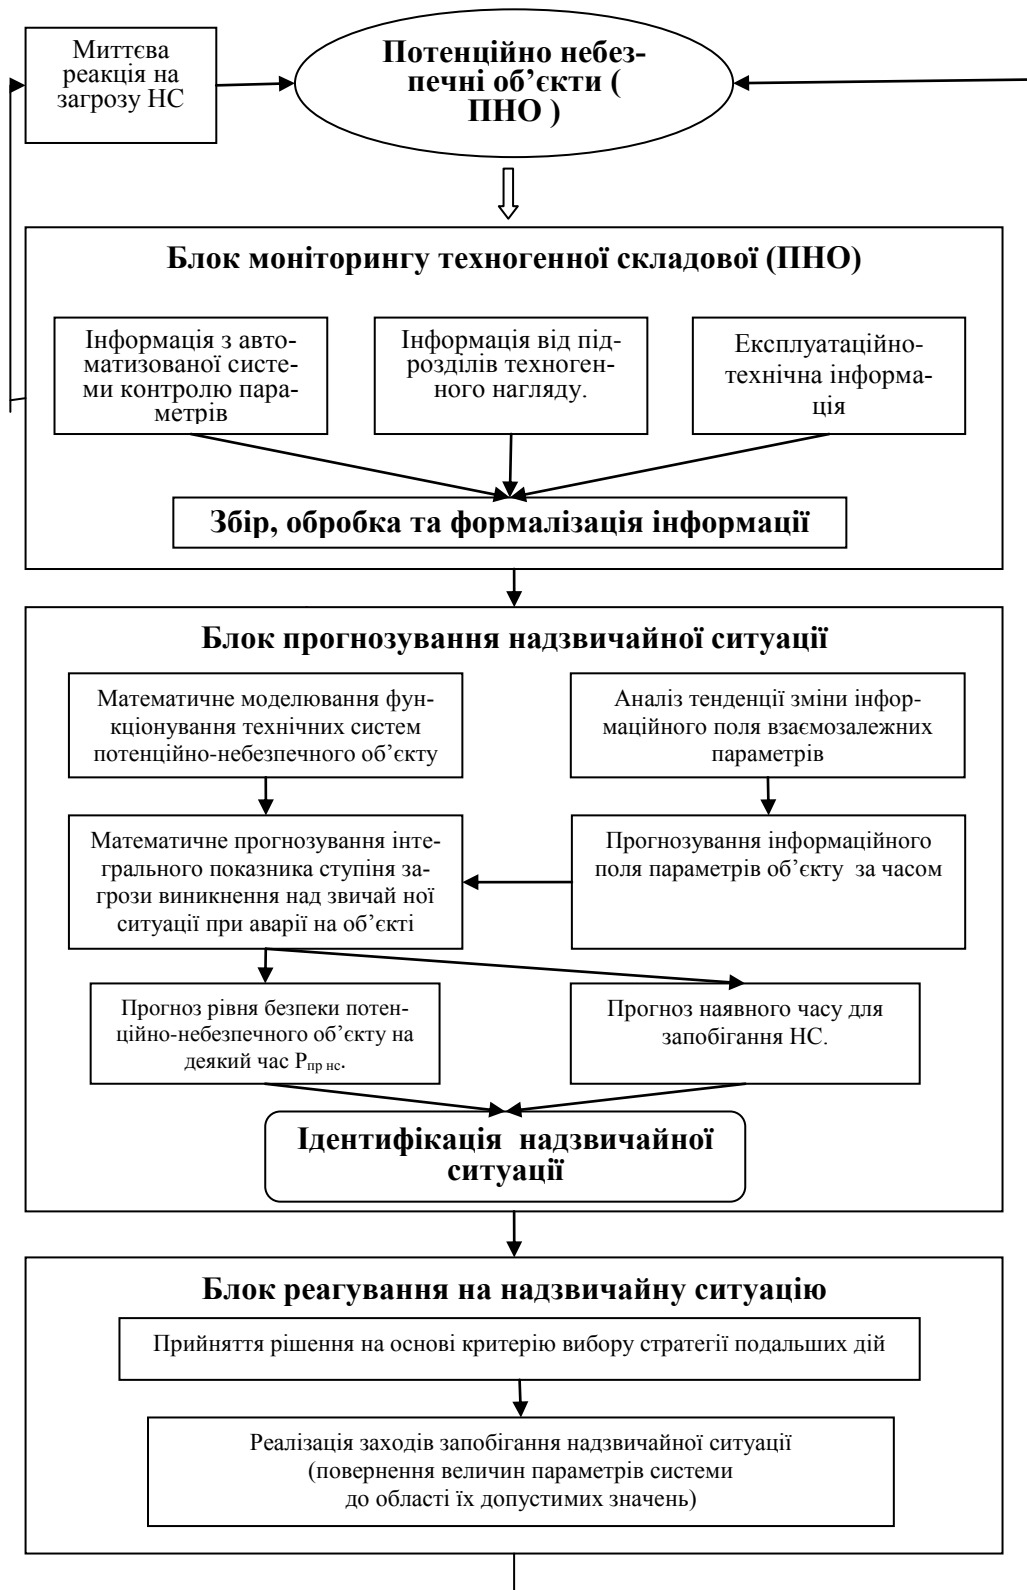 Миттєва
реакція на
загрозу НС
Потенційно небез-
печні об’єкти (
ПНО )
Блок моніторингу техногенної складової (ПНО)
Інформація з авто-
матизованої систе-
ми контролю пара-
метрів
Інформація від під-
розділів техноген-
ного нагляду.
Експлуатаційно-
технічна інформа-
ція
Збір, обробка та формалізація інформації
Блок прогнозування надзвичайної ситуації
Математичне моделювання фун-
кціонування технічних систем
потенційно-небезпечного об’єкту
Аналіз тенденції зміни інфор-
маційного поля взаємозалежних
параметрів
Математичне прогнозування інте-
грального показника ступіня за-
грози виникнення над звичай ної
ситуації при аварії на об’єкті
Прогнозування інформаційного
поля параметрів об’єкту за часом
Прогноз рівня безпеки потен-
ційно-небезпечного об’єкту на
деякий час Рпр нс.
Прогноз наявного часу для
запобігання НС.
Ідентифікація надзвичайної
ситуації
Блок реагування на надзвичайну ситуацію
Прийняття рішення на основі критерію вибору стратегії подальших дій
Реалізація заходів запобігання надзвичайної ситуації
(повернення величин параметрів системи
до області їх допустимих значень)